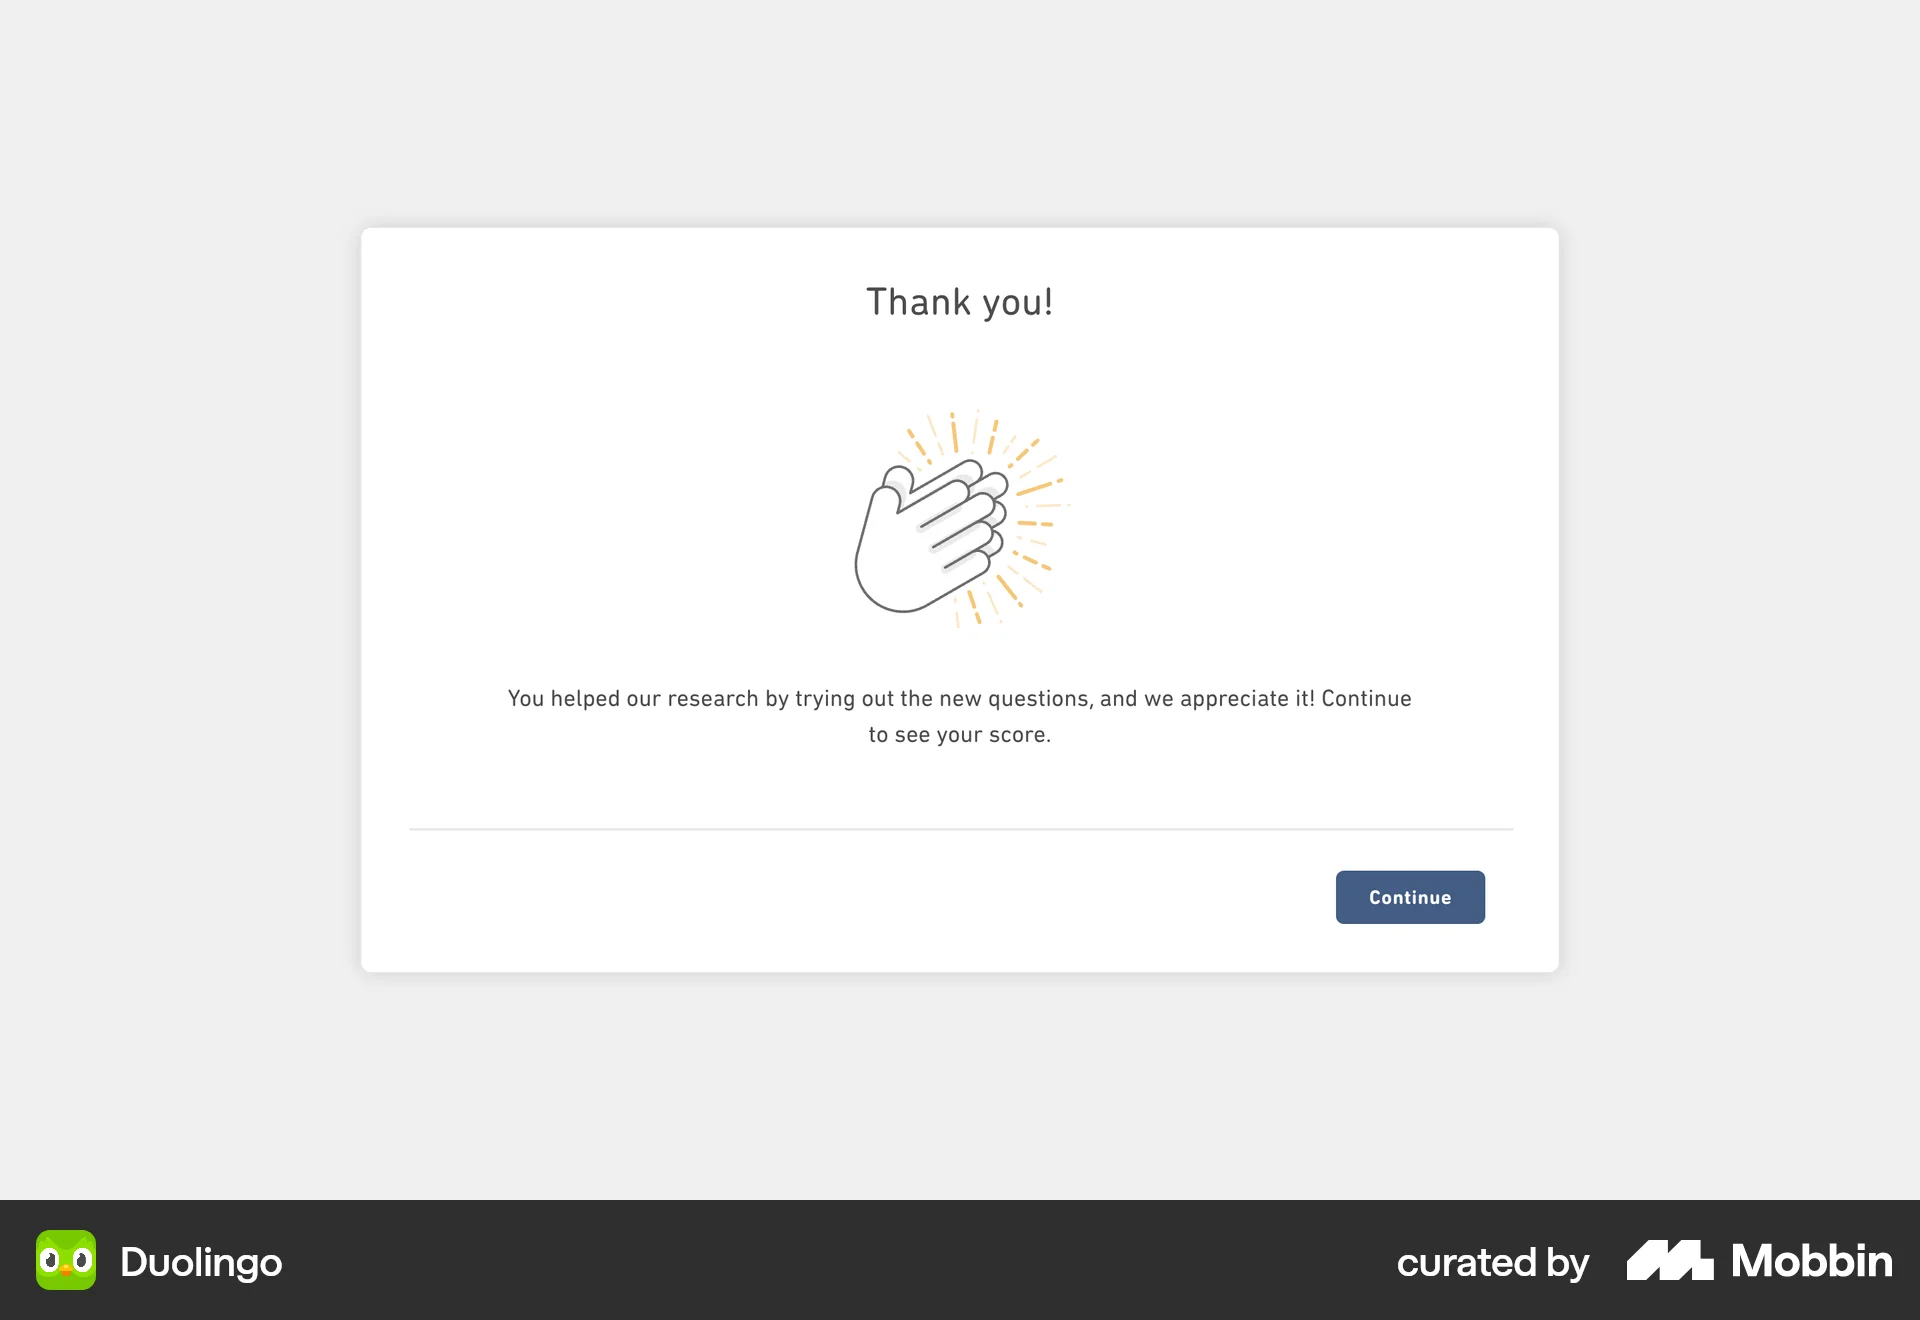 Thank you!
You helped our research by trying out the new questions, and we appreciate it! Continue
to see your score.
Continue
Duolingo
curated by Mobbin